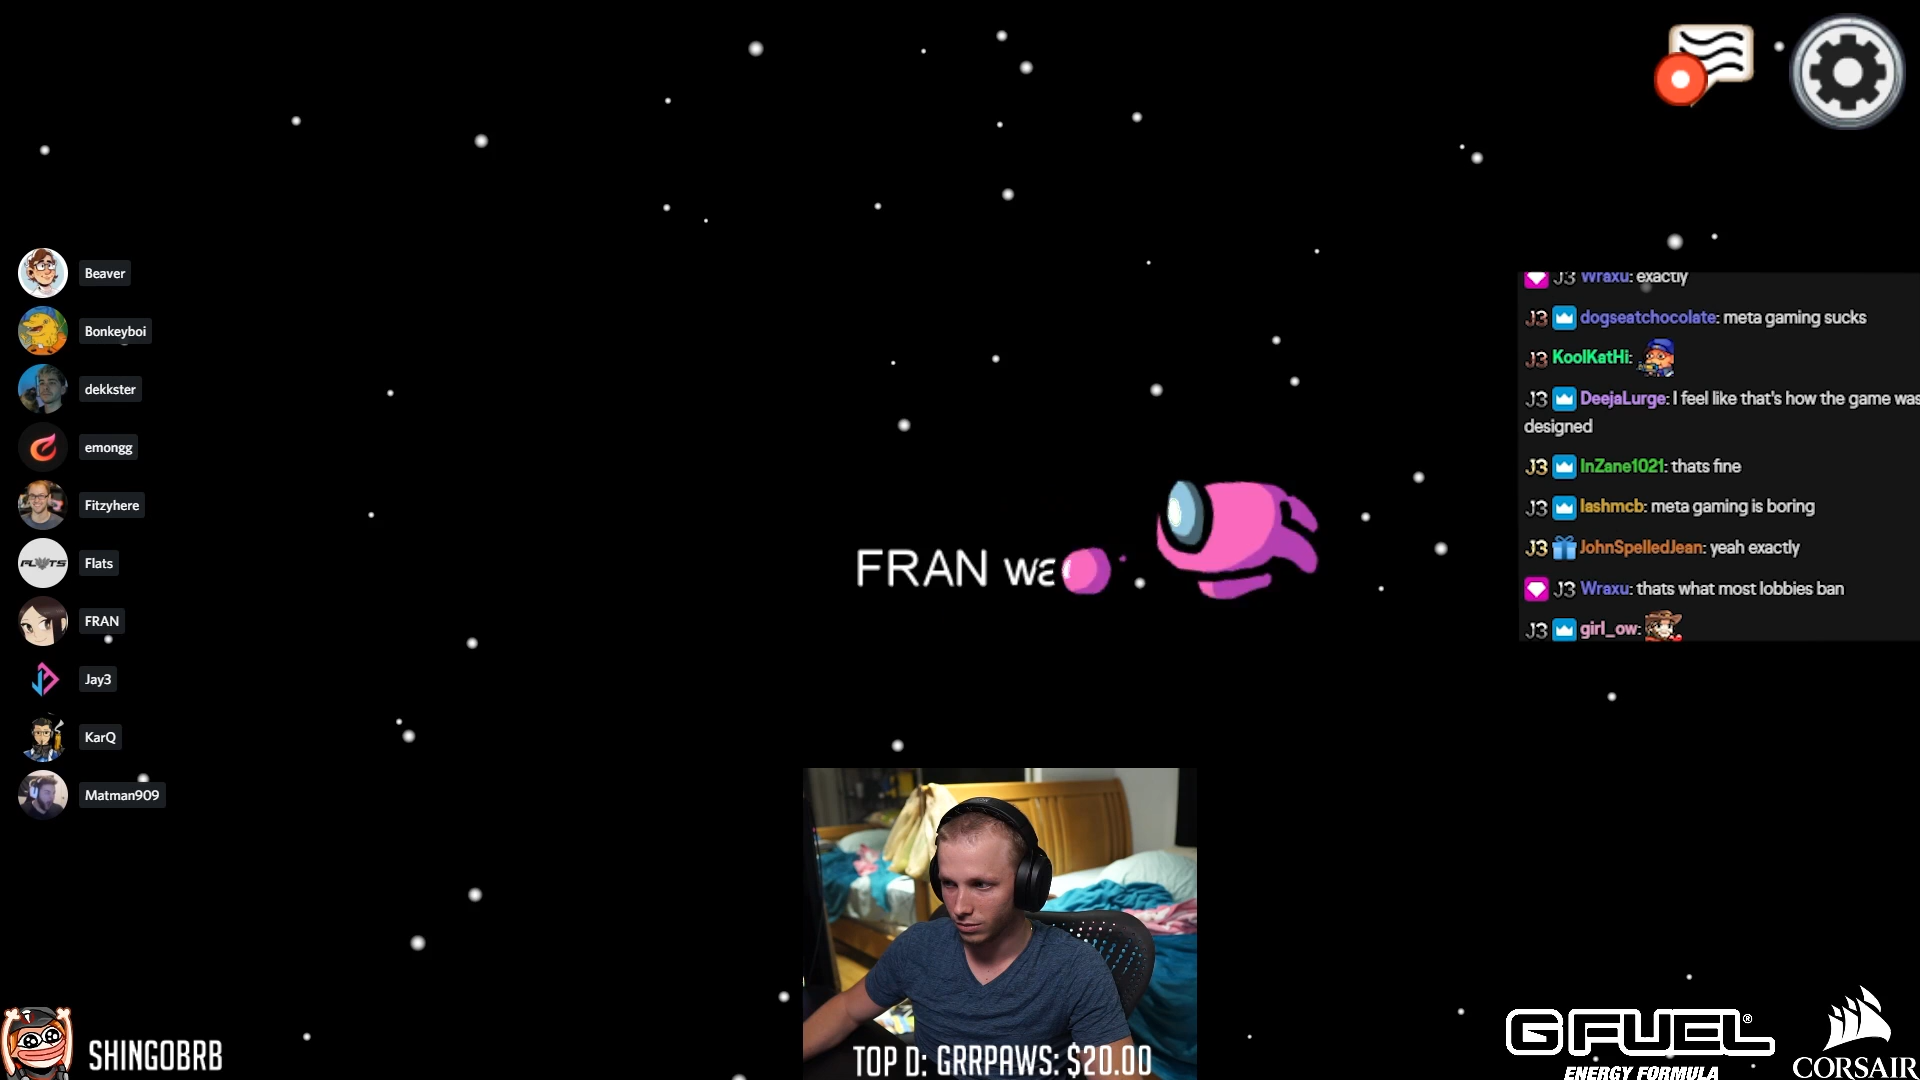 Beaver
Bonkeyboi
dekkster
emongg
Fitzyhere
FLVTS
Flats
FRAN
Jay3
KarQ
Matman909
FRAN wa
J3 Wraxu: exactly
J3 dogseatchocolate: meta gaming sucks
J3 KoolKatHi:
J3 DeejaLurge: I feel like that's how the game was
designed
J3 InZane1021: thats fine
J3 lashmcb: meta gaming is boring
J3 JohnSpelledJean: yeah exactly
J3 Wraxu: thats what most lobbies ban
J3 girl_ow:
SHINGOBRB
TOP D: GRRPAWS: $20.00
G FUEL®
ENERGY FORMULA
CORSAIR